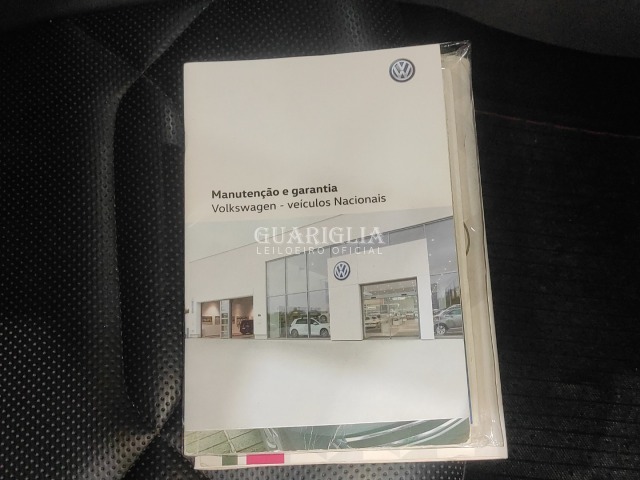 Manutenção e garantia
Volkswagen - veículos Nacionais
GUARIGLIA
LEILOEIRO OFICIAL